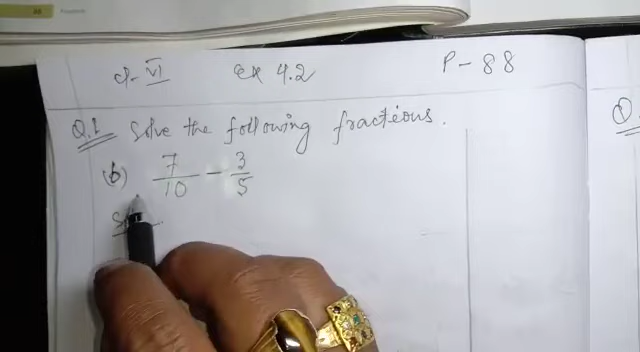 cl- VI Ex 4.2 P-88
Q.1 Solve the following fractions.
(b) 7/10 - 3/5